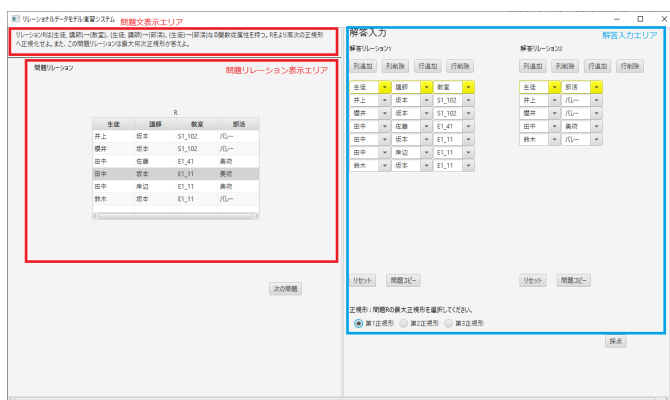 リレーショナルデータモデル演習システム
問題文表示エリア
リレーションRは{生徒, 講師}→{教室}、{生徒, 講師}→{部活}、{生徒}→{部活}なる関数従属性を持つ。REより高次の正規形
へ正規化せよ。また、この問題リレーションは最大何次正規形か答えよ。
問題リレーション
問題リレーション表示エリア
R
生徒 講師 教室 部活
井上 坂本 S1_102 バレー
櫻井 坂本 S1_102 バレー
田中 佐藤 E1_41 美術
田中 坂本 E1_11 美術
田中 岸辺 E1_11 美術
鈴木 坂本 E1_11 バレー
次の問題
解答入力
解答入力エリア
解答リレーション1 解答リレーション2
列追加 列削除 行追加 行削除 列追加 列削除 行追加 行削除
生徒 講師 教室 生徒 部活
井上 坂本 S1_102 井上 バレー
櫻井 坂本 S1_102 櫻井 バレー
田中 佐藤 E1_41 田中 美術
田中 坂本 E1_11 鈴木 バレー
田中 岸辺 E1_11
鈴木 坂本 E1_11
リセット 問題コピー リセット 問題コピー
正規形：問題Rの最大正規形を選択してください。
第1正規形 第2正規形 第3正規形
採点